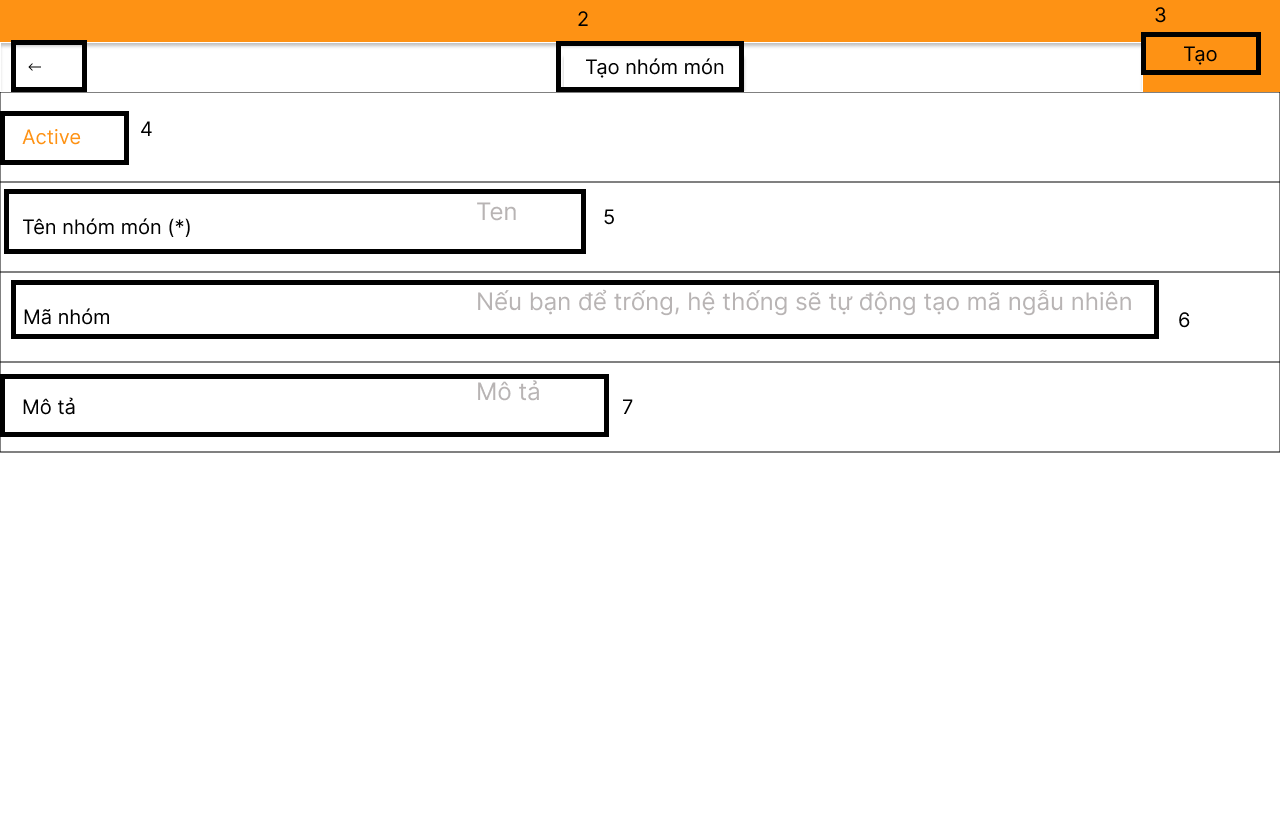 2
3
←
Tạo nhóm món
Tạo
Active
4
Tên nhóm món (*)
Ten
5
Mã nhóm
Nếu bạn để trống, hệ thống sẽ tự động tạo mã ngẫu nhiên
6
Mô tả
Mô tả
7